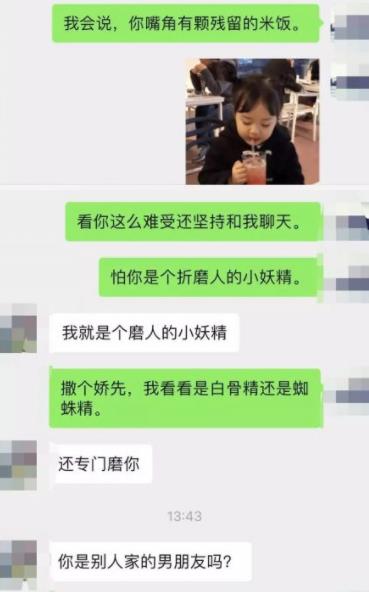 我会说，你嘴角有颗残留的米饭。
看你这么难受还坚持和我聊天。
怕你是个折磨人的小妖精。
我就是个磨人的小妖精
撒个娇先，我看看是白骨精还是蜘
蛛精。
还专门磨你
13:43
你是别人家的男朋友吗?